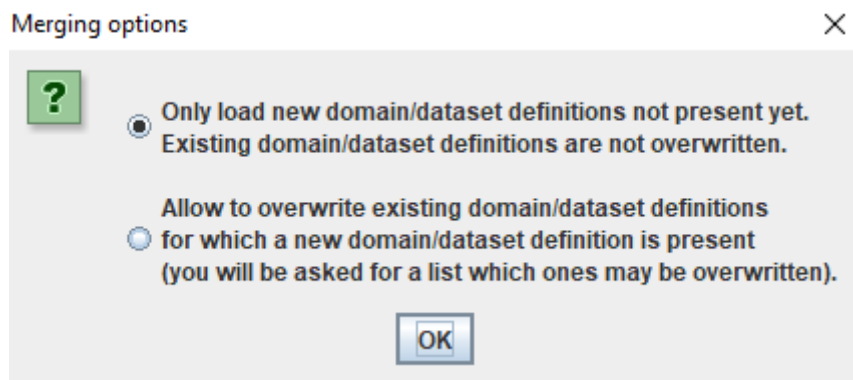 Merging options
?
Only load new domain/dataset definitions not present yet.
Existing domain/dataset definitions are not overwritten.
Allow to overwrite existing domain/dataset definitions
for which a new domain/dataset definition is present
(you will be asked for a list which ones may be overwritten).
OK